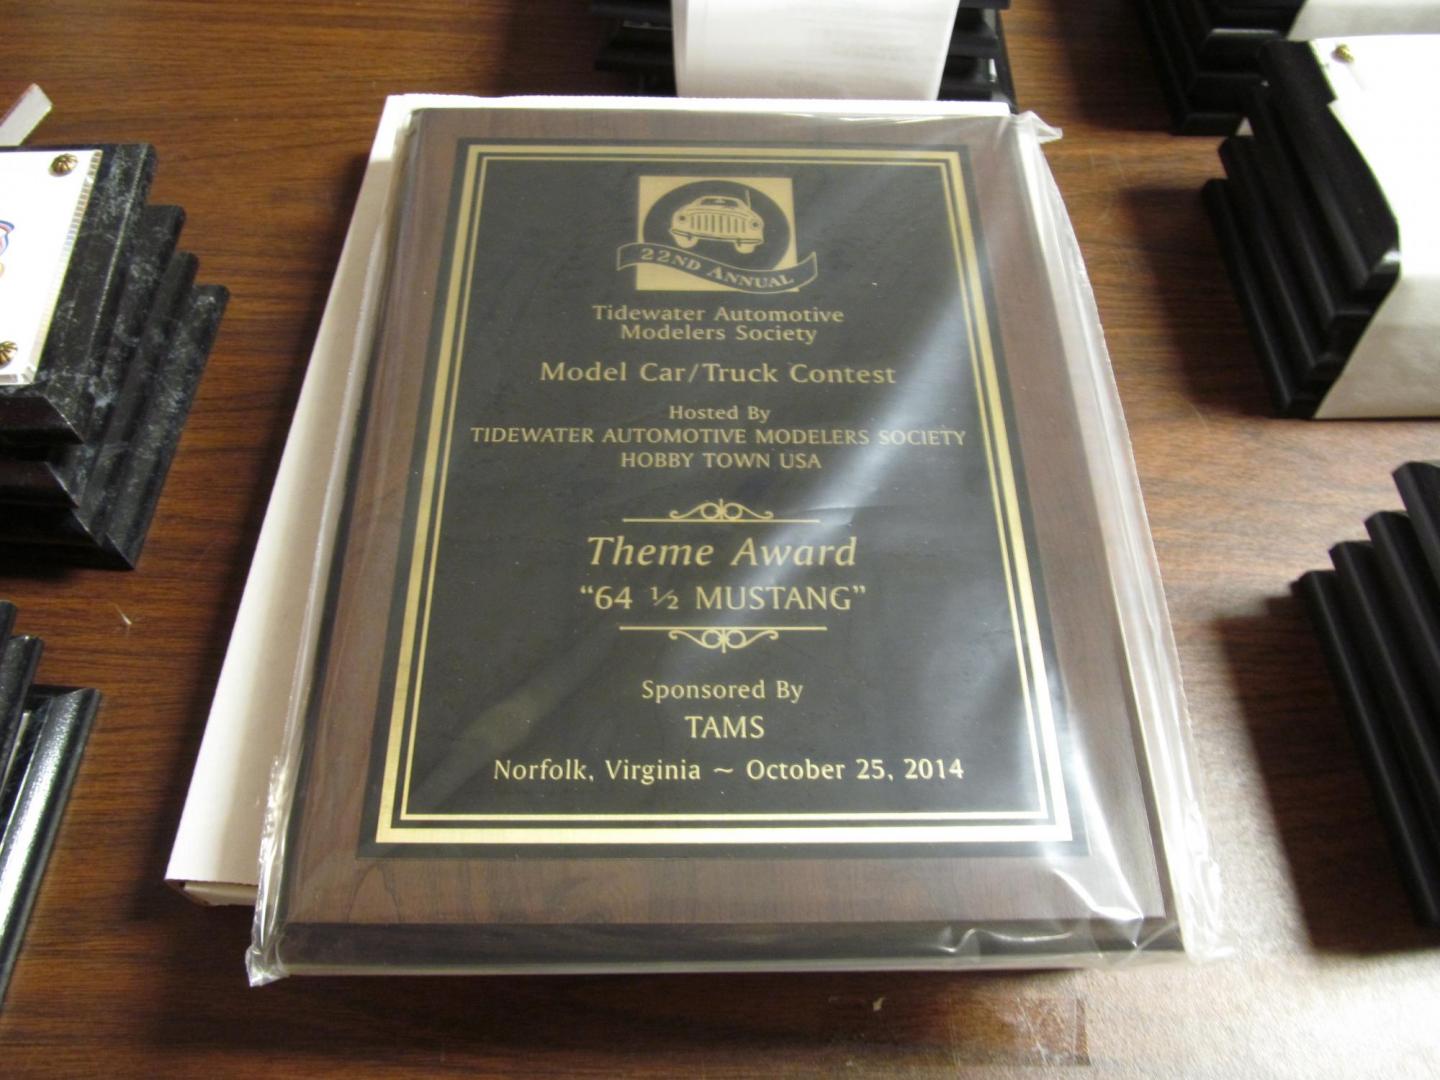 22ND ANNUAL
Tidewater Automotive
Modelers Society
Model Car/Truck Contest
Hosted By
TIDEWATER AUTOMOTIVE MODELERS SOCIETY
HOBBY TOWN USA
Theme Award
“64 ½ MUSTANG”
Sponsored By
TAMS
Norfolk, Virginia ~ October 25, 2014